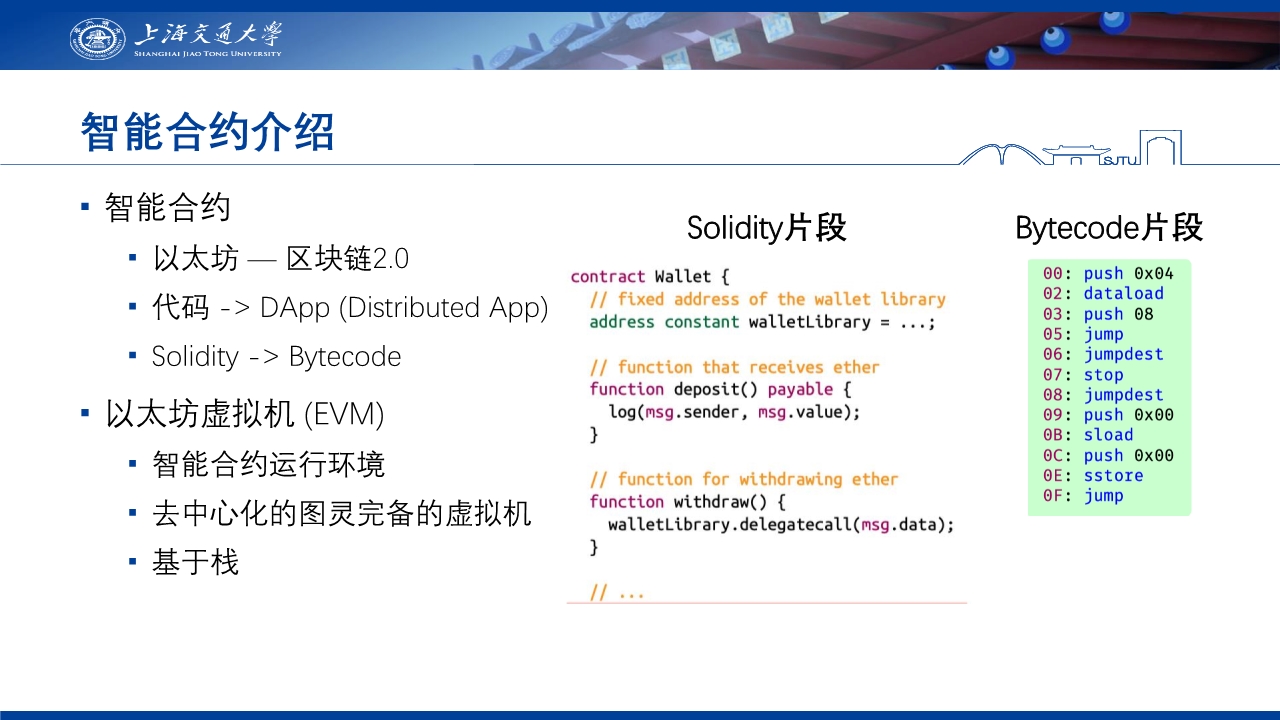 上海交通大学
SHANGHAI JIAO TONG UNIVERSITY
智能合约介绍
SJTU
▪ 智能合约
▪ 以太坊 — 区块链2.0
▪ 代码 -> DApp (Distributed App)
▪ Solidity -> Bytecode
▪ 以太坊虚拟机 (EVM)
▪ 智能合约运行环境
▪ 去中心化的图灵完备的虚拟机
▪ 基于栈
Solidity片段
contract Wallet {
// fixed address of the wallet library
address constant walletLibrary = ...;
// function that receives ether
function deposit() payable {
log(msg.sender, msg.value);
}
// function for withdrawing ether
function withdraw() {
walletLibrary.delegatecall(msg.data);
}
// ...
Bytecode片段
00: push 0x04
02: dataload
03: push 08
05: jump
06: jumpdest
07: stop
08: jumpdest
09: push 0x00
0B: sload
0C: push 0x00
0E: sstore
0F: jump